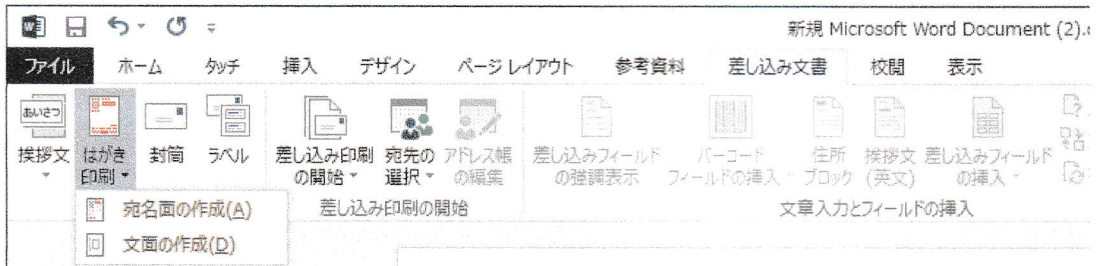 新規 Microsoft Word Document (2).
ファイル ホーム タッチ 挿入 デザイン ページ レイアウト 参考資料 差し込み文書 校閲 表示
あいさつ
挨拶文 はがき印刷 封筒 ラベル 差し込み印刷の開始 宛先の選択 アドレス帳の編集 差し込みフィールドの強調表示 バーコードフィールドの挿入 住所ブロック 挨拶文(英文) 差し込みフィールドの挿入
差し込み印刷の開始 文章入力とフィールドの挿入
宛名面の作成(A)
文面の作成(D)